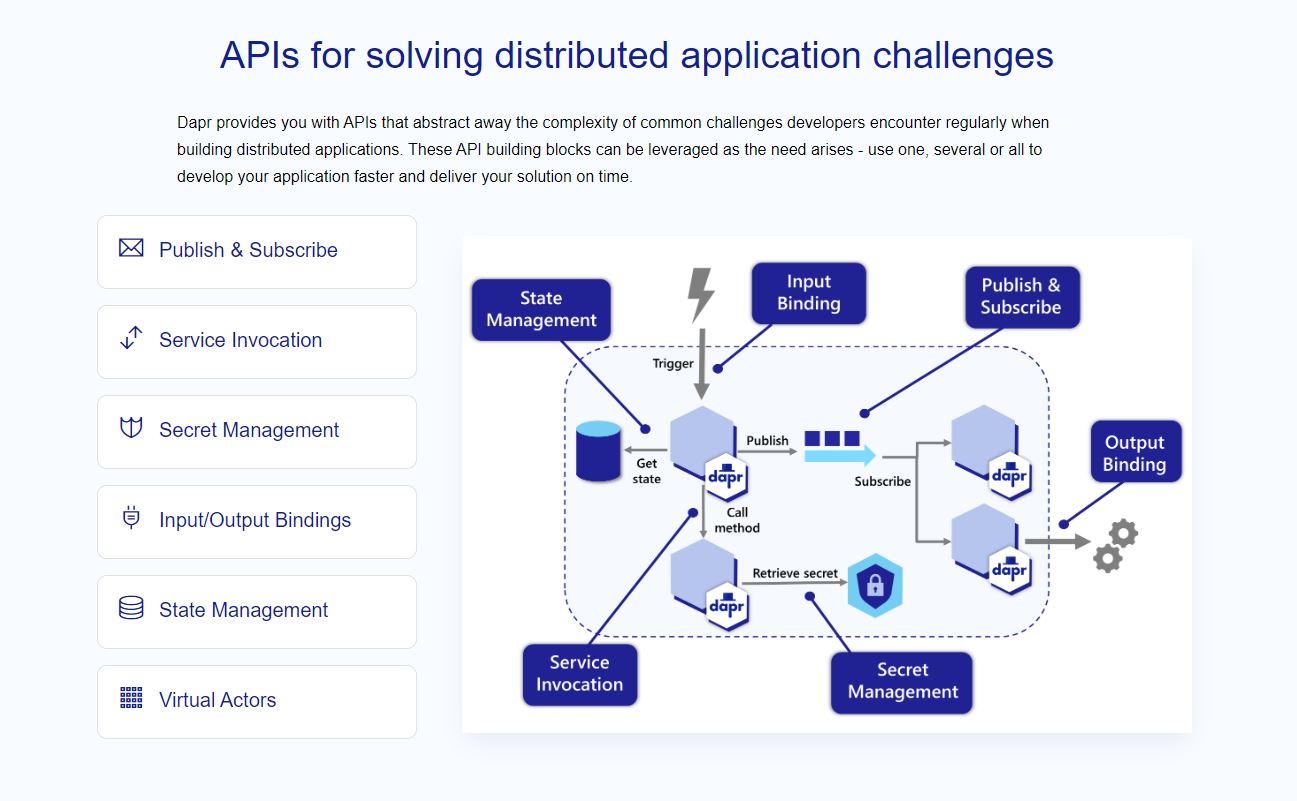 APIs for solving distributed application challenges
Dapr provides you with APIs that abstract away the complexity of common challenges developers encounter regularly when
building distributed applications. These API building blocks can be leveraged as the need arises - use one, several or all to
develop your application faster and deliver your solution on time.
Publish & Subscribe
Service Invocation
Secret Management
Input/Output Bindings
State Management
Virtual Actors
State
Management
Input
Binding
Publish &
Subscribe
Trigger
Output
Binding
Publish
Get
state
dapr
Subscribe
dapr
Call
method
Retrieve secret
dapr
dapr
Service
Invocation
Secret
Management